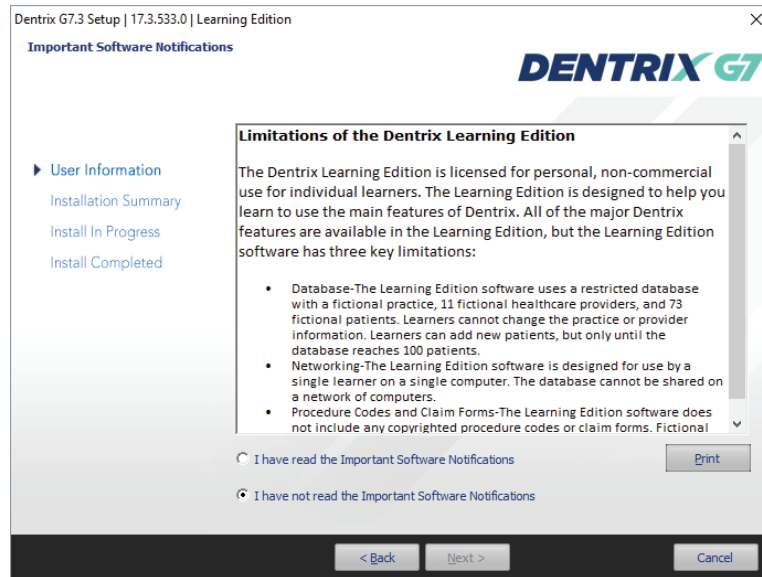 Dentrix G7.3 Setup | 17.3.533.0 | Learning Edition
Important Software Notifications
DENTRIX G7
User Information
Installation Summary
Install In Progress
Install Completed
Limitations of the Dentrix Learning Edition
The Dentrix Learning Edition is licensed for personal, non-commercial
use for individual learners. The Learning Edition is designed to help you
learn to use the main features of Dentrix. All of the major Dentrix
features are available in the Learning Edition, but the Learning Edition
software has three key limitations:
• Database-The Learning Edition software uses a restricted database
with a fictional practice, 11 fictional healthcare providers, and 73
fictional patients. Learners cannot change the practice or provider
information. Learners can add new patients, but only until the
database reaches 100 patients.
• Networking-The Learning Edition software is designed for use by a
single learner on a single computer. The database cannot be shared on
a network of computers.
• Procedure Codes and Claim Forms-The Learning Edition software does
not include any copyrighted procedure codes or claim forms. Fictional
I have read the Important Software Notifications
Print
I have not read the Important Software Notifications
< Back
Next >
Cancel